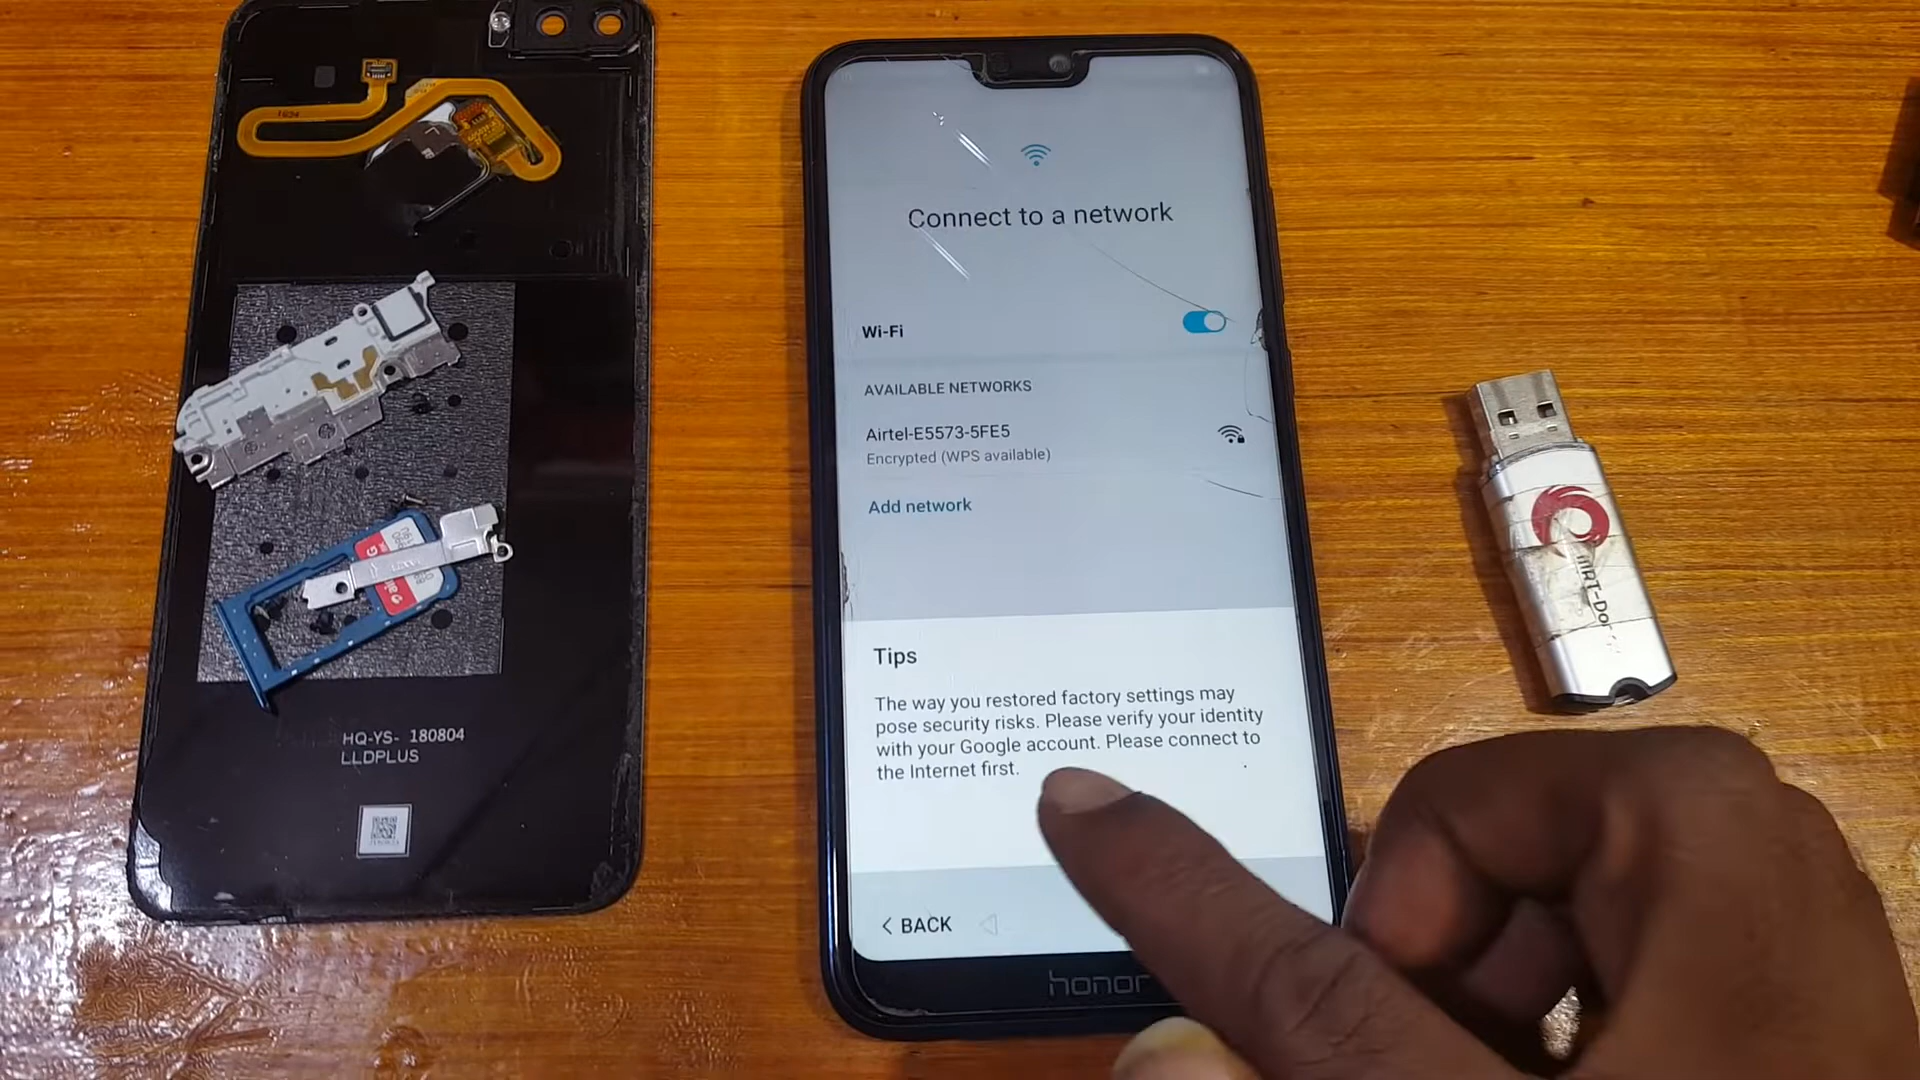 Connect to a network
Wi-Fi
AVAILABLE NETWORKS
Airtel-E5573-5FE5
Encrypted (WPS available)
Add network
Tips
The way you restored factory settings may
pose security risks. Please verify your identity
with your Google account. Please connect to
the Internet first.
< BACK
honor
HQ-YS- 180804
LLDPLUS